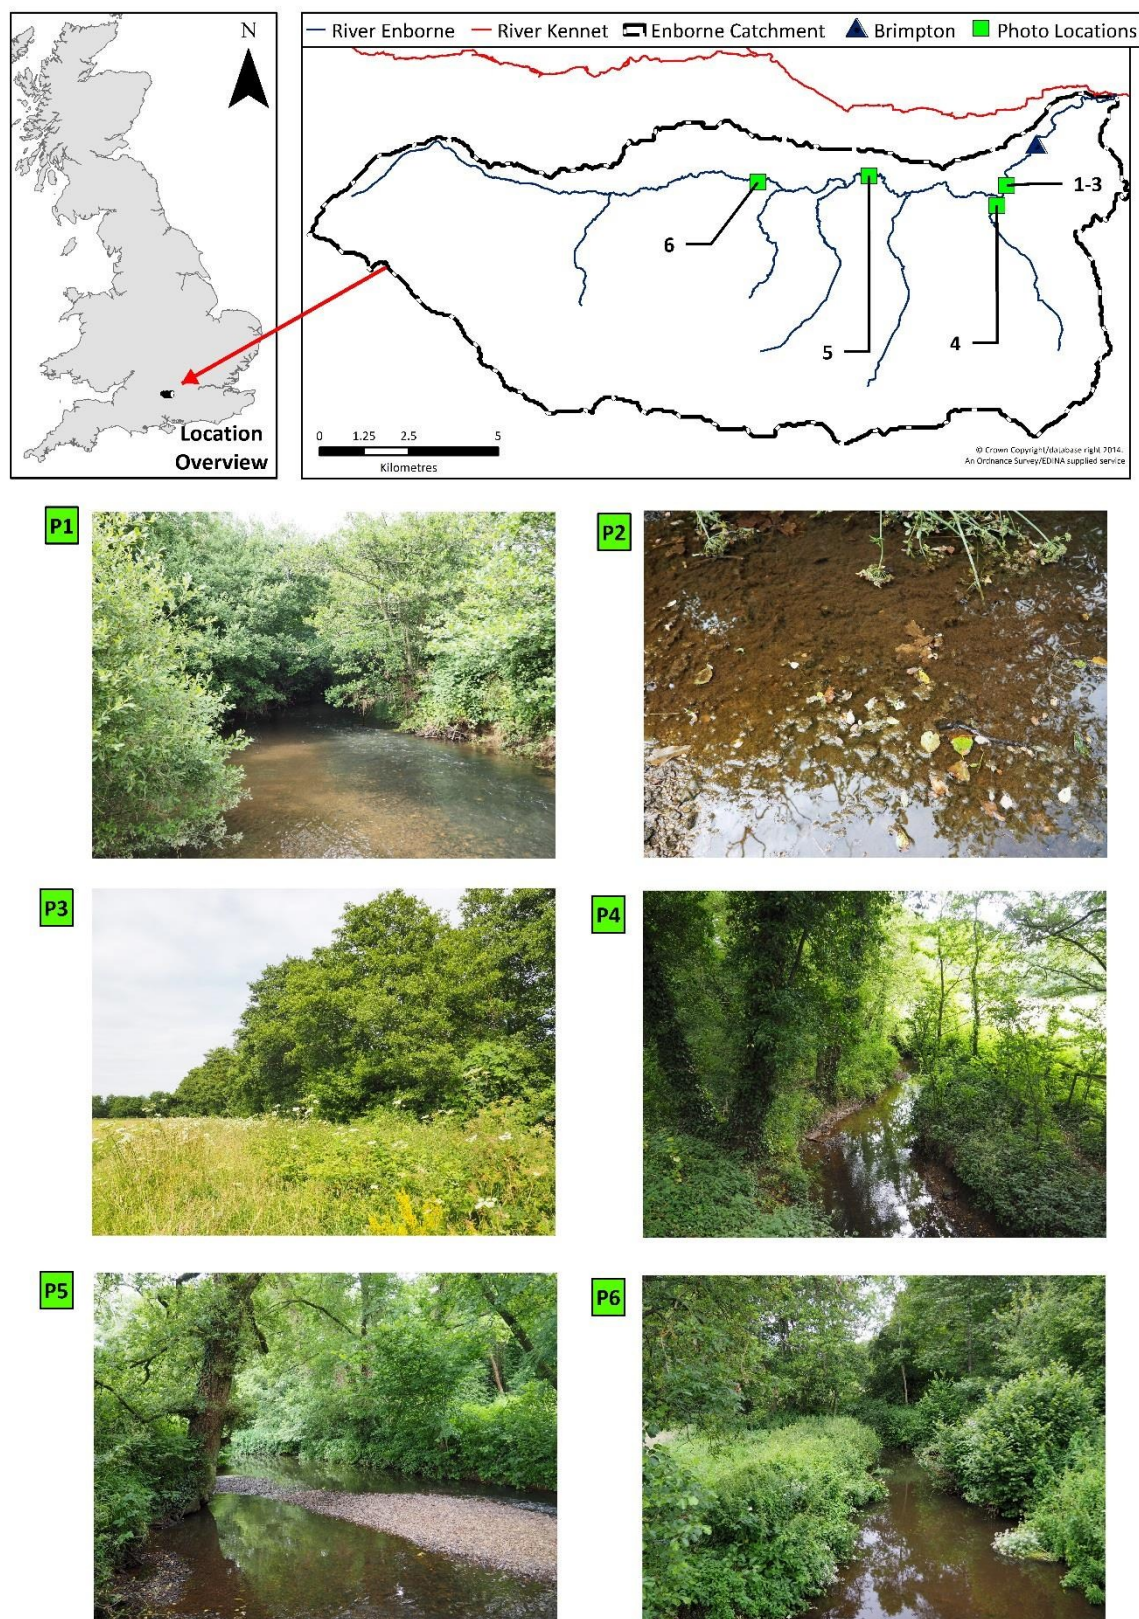 N
Location
Overview
River Enborne River Kennet Enborne Catchment Brimpton Photo Locations
1-3
6
5
4
0 1.25 2.5 5
Kilometres
© Crown Copyright/database right 2014.
An Ordnance Survey/EDINA supplied service
P1
P2
P3
P4
P5
P6